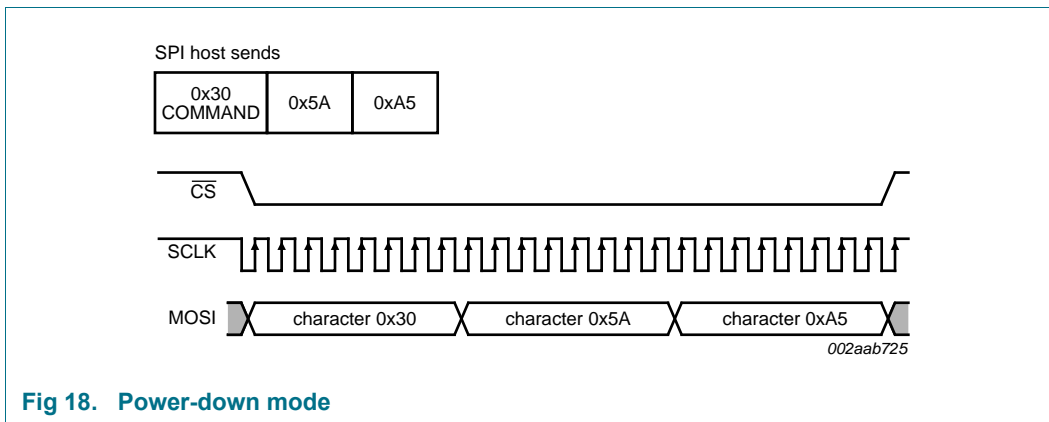 SPI host sends
0x30
COMMAND
0x5A
0xA5
CS
SCLK
MOSI
character 0x30
character 0x5A
character 0xA5
002aab725
Fig 18. Power-down mode